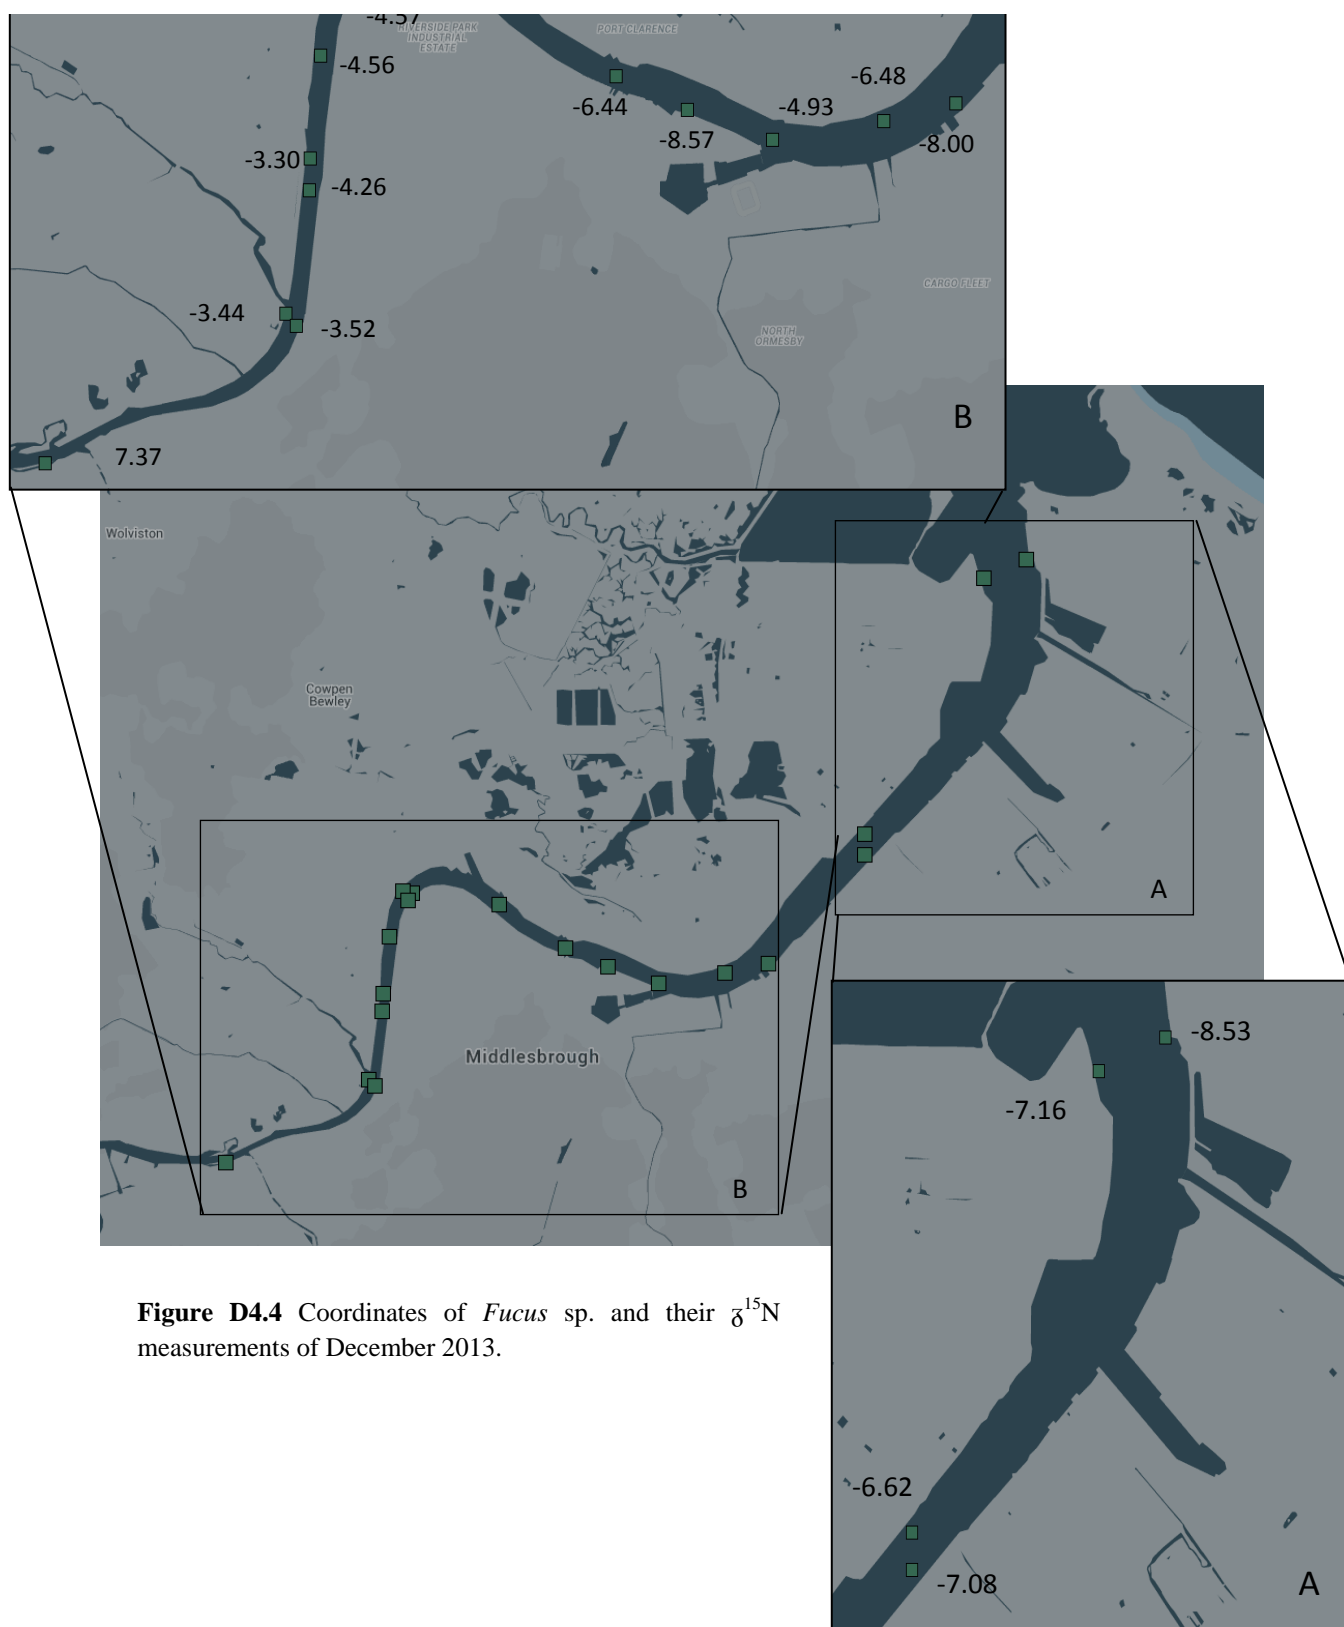 -4.57
RIVERSIDE PARK
INDUSTRIAL
ESTATE
PORT CLARENCE
-4.56
-6.48
-6.44
-4.93
-8.57
-8.00
-3.30
-4.26
CARGO FLEET
-3.44
-3.52
NORTH
ORMESBY
B
7.37
Wolviston
Cowpen
Bewley
A
Middlesbrough
B
-8.53
-7.16
-6.62
-7.08
A
Figure D4.4 Coordinates of Fucus sp. and their ᵹ¹⁵N
measurements of December 2013.